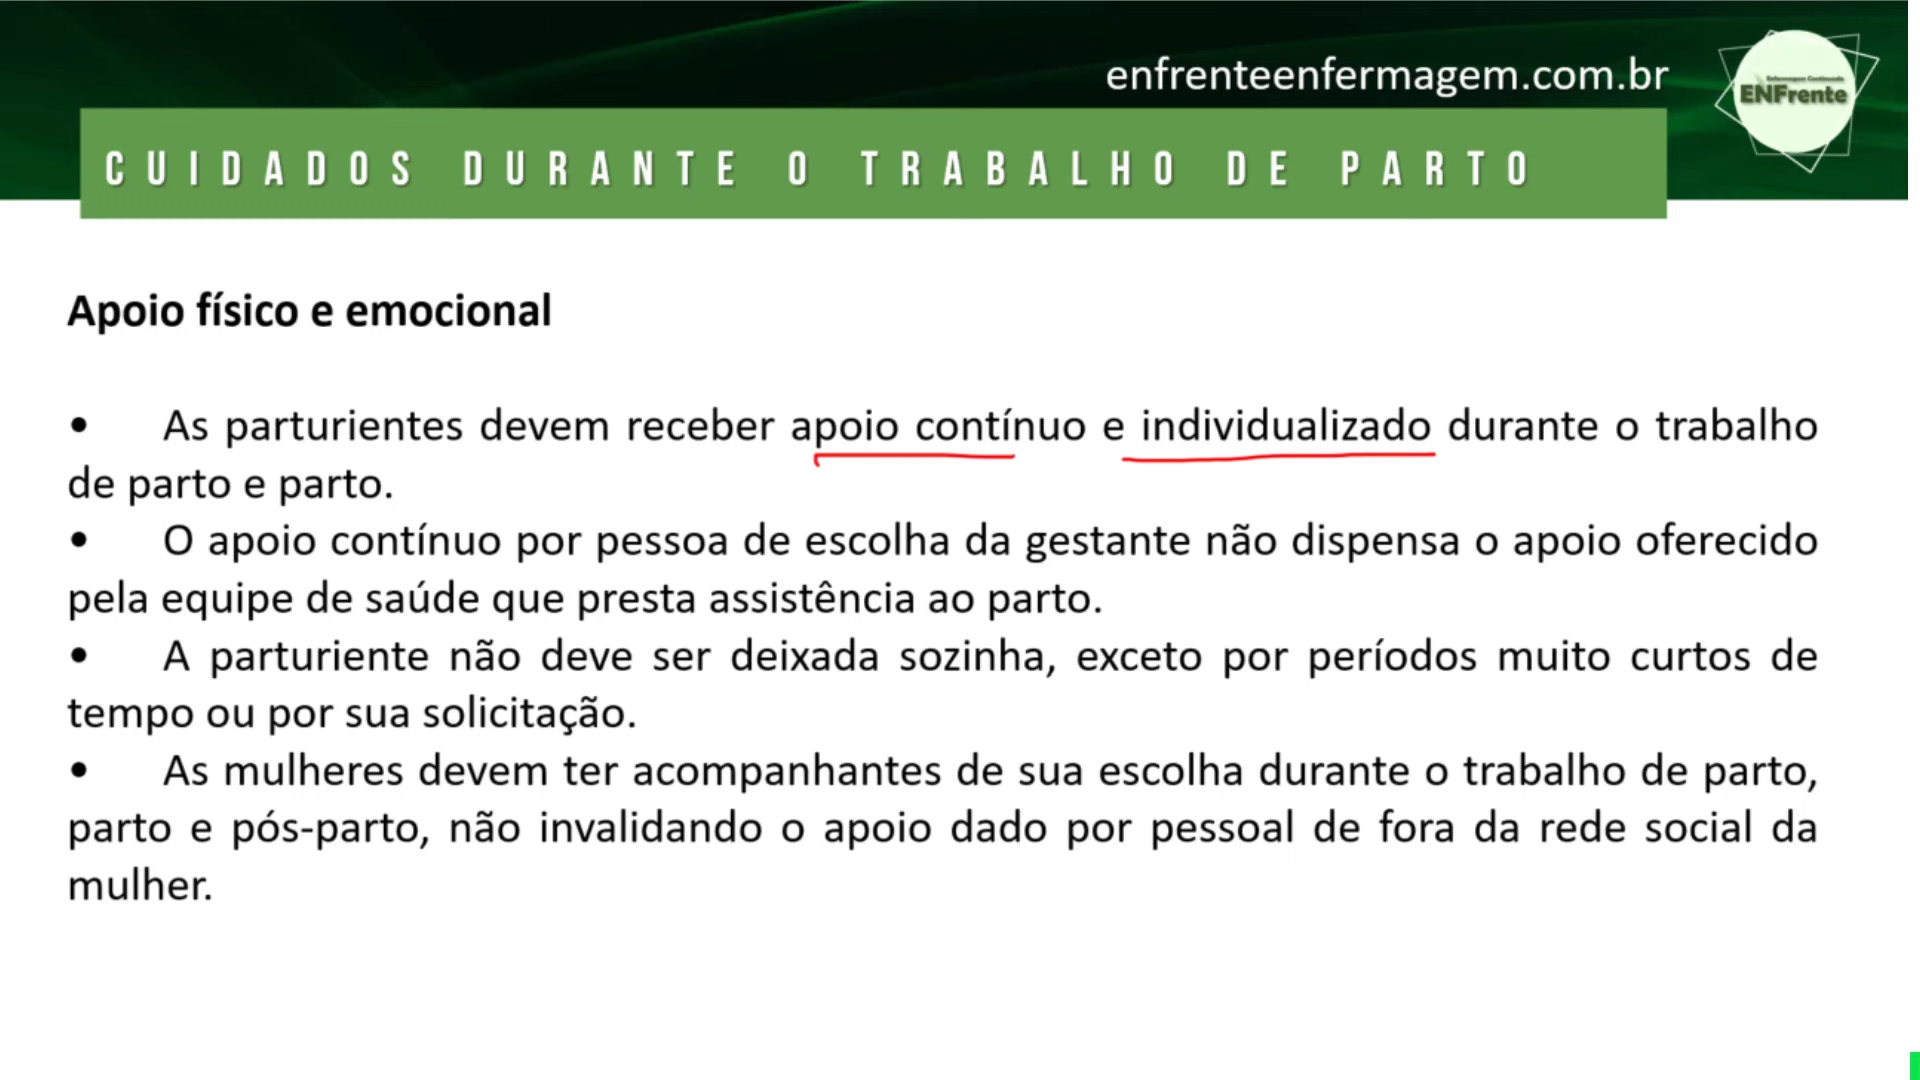 enfrenteenfermagem.com.br
Enfermagem Continuada
ENFrente
CUIDADOS DURANTE O TRABALHO DE PARTO
Apoio físico e emocional
• As parturientes devem receber apoio contínuo e individualizado durante o trabalho
de parto e parto.
• O apoio contínuo por pessoa de escolha da gestante não dispensa o apoio oferecido
pela equipe de saúde que presta assistência ao parto.
• A parturiente não deve ser deixada sozinha, exceto por períodos muito curtos de
tempo ou por sua solicitação.
• As mulheres devem ter acompanhantes de sua escolha durante o trabalho de parto,
parto e pós-parto, não invalidando o apoio dado por pessoal de fora da rede social da
mulher.